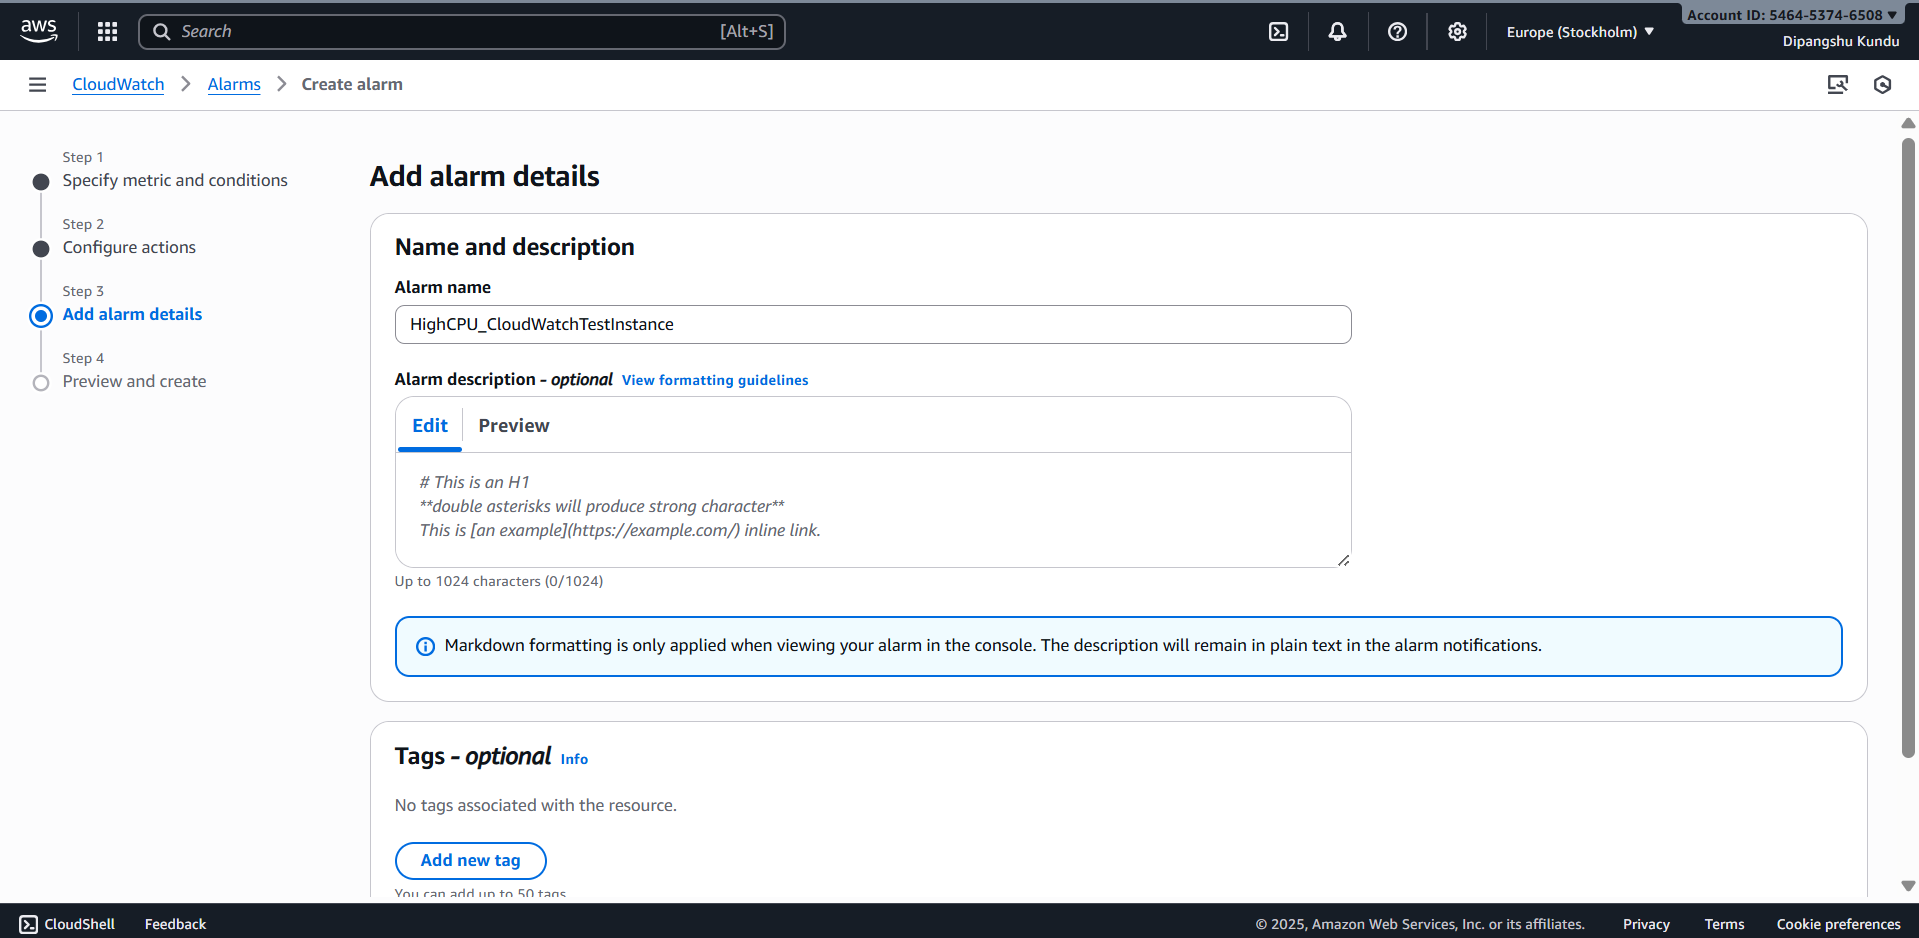 aws
Search
[Alt+S]
Europe (Stockholm)
Account ID: 5464-5374-6508
Dipangshu Kundu
CloudWatch
Alarms
Create alarm
Step 1
Specify metric and conditions
Step 2
Configure actions
Step 3
Add alarm details
Step 4
Preview and create
Add alarm details
Name and description
Alarm name
HighCPU_CloudWatchTestInstance
Alarm description - optional View formatting guidelines
Edit
Preview
# This is an H1
**double asterisks will produce strong character**
This is [an example](https://example.com/) inline link.
Up to 1024 characters (0/1024)
Markdown formatting is only applied when viewing your alarm in the console. The description will remain in plain text in the alarm notifications.
Tags - optional Info
No tags associated with the resource.
Add new tag
You can add up to 50 tags
CloudShell
Feedback
© 2025, Amazon Web Services, Inc. or its affiliates.
Privacy
Terms
Cookie preferences